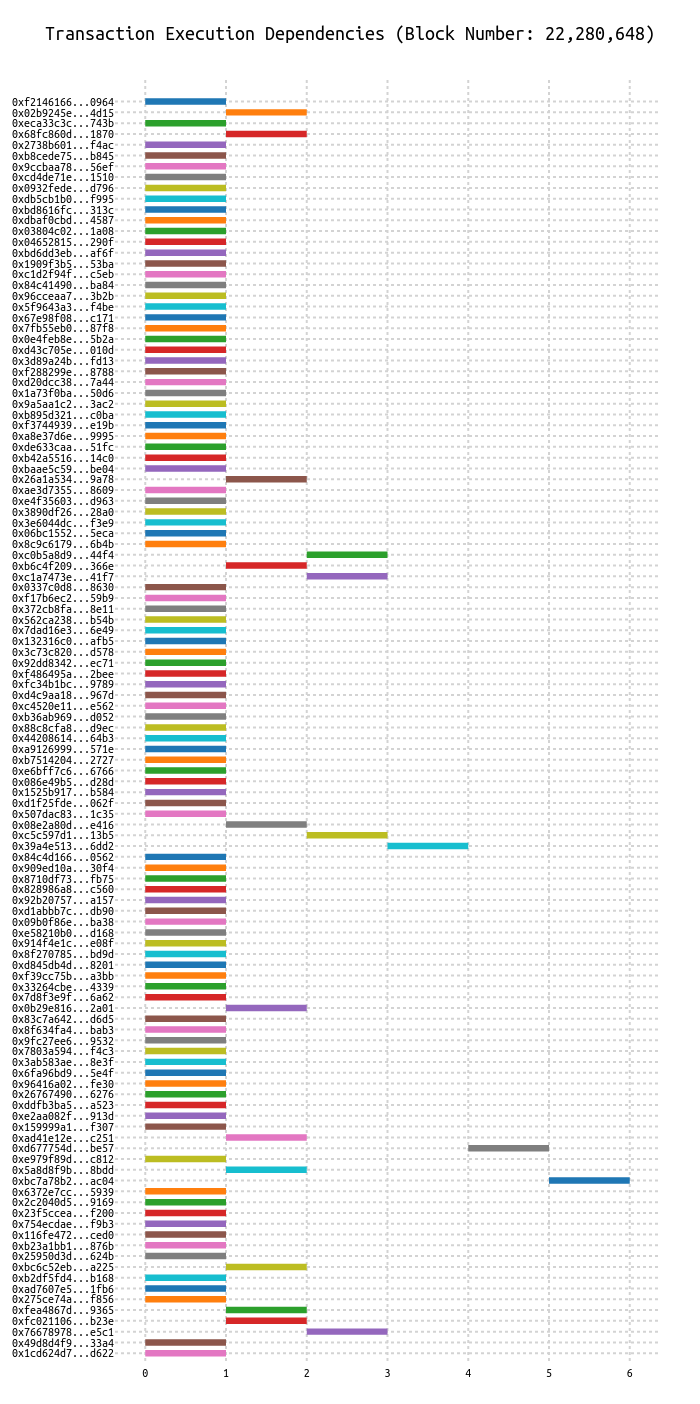 Transaction Execution Dependencies (Block Number: 22,280,648)
0xf2146166...0964
0x02b9245e...4d15
0xeca33c3c...743b
0x68fc860d...1870
0x2738b601...f4ac
0xb8cede75...b845
0x9ccbaa78...56ef
0xcd4de71e...1510
0x0932fede...d796
0xdb5cb1b0...f995
0xbd8616fc...313c
0xdbaf0cbd...4587
0x03804c02...1a08
0x04652815...290f
0xbd6dd3eb...af6f
0x1909f3b5...53ba
0xc1d2f94f...c5eb
0x84c41490...ba84
0x96cceaa7...3b2b
0x5f9643a3...f4be
0x67e98f08...c171
0x7fb55eb0...87f8
0x0e4feb8e...5b2a
0xd43c705e...010d
0x3d89a24b...fd13
0xf288299e...8788
0xd20dcc38...7a44
0x1a73f0ba...50d6
0x9a5aa1c2...3ac2
0xb895d321...c0ba
0xf3744939...e19b
0xa8e37d6e...9995
0xde633caa...51fc
0xb42a5516...14c0
0xbaae5c59...be04
0x26a1a534...9a78
0xae3d7355...8609
0xe4f35603...d963
0x3890df26...28a0
0x3e6044dc...f3e9
0x06bc1552...5eca
0x8c9c6179...6b4b
0xc0b5a8d9...44f4
0xb6c4f209...366e
0xc1a7473e...41f7
0x0337c0d8...8630
0xf17b6ec2...59b9
0x372cb8fa...8e11
0x562ca238...b54b
0x7dad16e3...6e49
0x132316c0...afb5
0x3c73c820...d578
0x92dd8342...ec71
0xf486495a...2bee
0xfc34b1bc...9789
0xd4c9aa18...967d
0xc4520e11...e562
0xb36ab969...d052
0x88c8cfa8...d9ec
0x44208614...64b3
0xa9126999...571e
0xb7514204...2727
0xe6bff7c6...6766
0x086e49b5...d28d
0x1525b917...b584
0xd1f25fde...062f
0x507dac83...1c35
0x08e2a80d...e416
0xc5c597d1...13b5
0x39a4e513...6dd2
0x84c4d166...0562
0x909ed10a...30f4
0x8710df73...fb75
0x828986a8...c560
0x92b20757...a157
0xd1abbb7c...db90
0x09b0f86e...ba38
0xe58210b0...d168
0x914f4e1c...e08f
0x8f270785...bd9d
0xd845db4d...8201
0xf39cc75b...a3bb
0x33264cbe...4339
0x7d8f3e9f...6a62
0x0b29e816...2a01
0x83c7a642...d6d5
0x8f634fa4...bab3
0x9fc27ee6...9532
0x7803a594...f4c3
0x3ab583ae...8e3f
0x6fa96bd9...5e4f
0x96416a02...fe30
0x26767490...6276
0xddfb3ba5...a523
0xe2aa082f...913d
0x159999a1...f307
0xad41e12e...c251
0xd677754d...be57
0xe979f89d...c812
0x5a8d8f9b...8bdd
0xbc7a78b2...ac04
0x6372e7cc...5939
0x2c2040d5...9169
0x23f5ccea...f200
0x754ecdae...f9b3
0x116fe472...ced0
0xb23a1bb1...876b
0x25950d3d...624b
0xbc6c52eb...a225
0xb2df5fd4...b168
0xad7607e5...1fb6
0x275ce74a...f856
0xfea4867d...9365
0xfc021106...b23e
0x76678978...e5c1
0x49d8d4f9...33a4
0x1cd624d7...d622
0 1 2 3 4 5 6